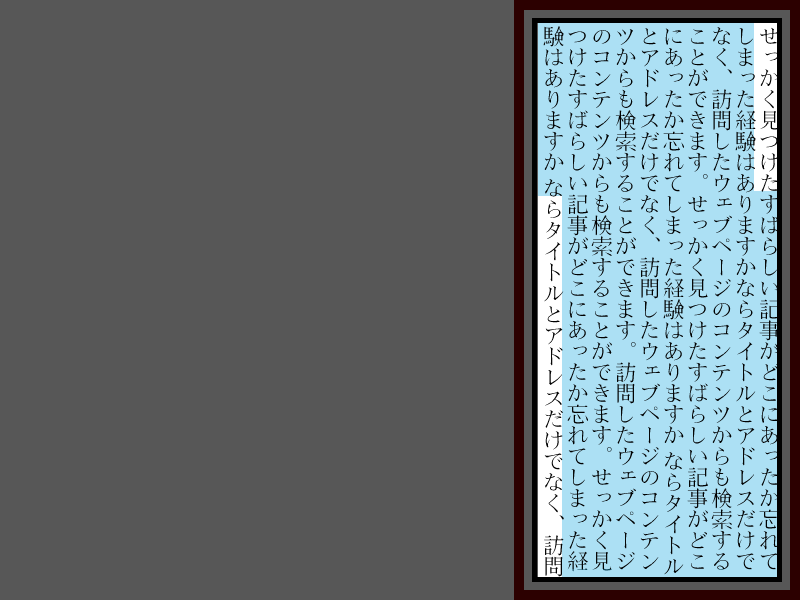 せっかく見つけたすばらしい記事がどこにあったか忘れて
しまった経験はありますかならタイトルとアドレスだけで
なく、訪問したウェブページのコンテンツからも検索する
ことができます。せっかく見つけたすばらしい記事がどこ
にあったか忘れてしまった経験はありますか ならタイトル
とアドレスだけでなく、訪問したウェブページのコンテン
ツからも検索することができます。訪問したウェブページ
のコンテンツからも検索することができます。せっかく見
つけたすばらしい記事がどこにあったか忘れてしまった経
験はありますか ならタイトルとアドレスだけでなく、訪問